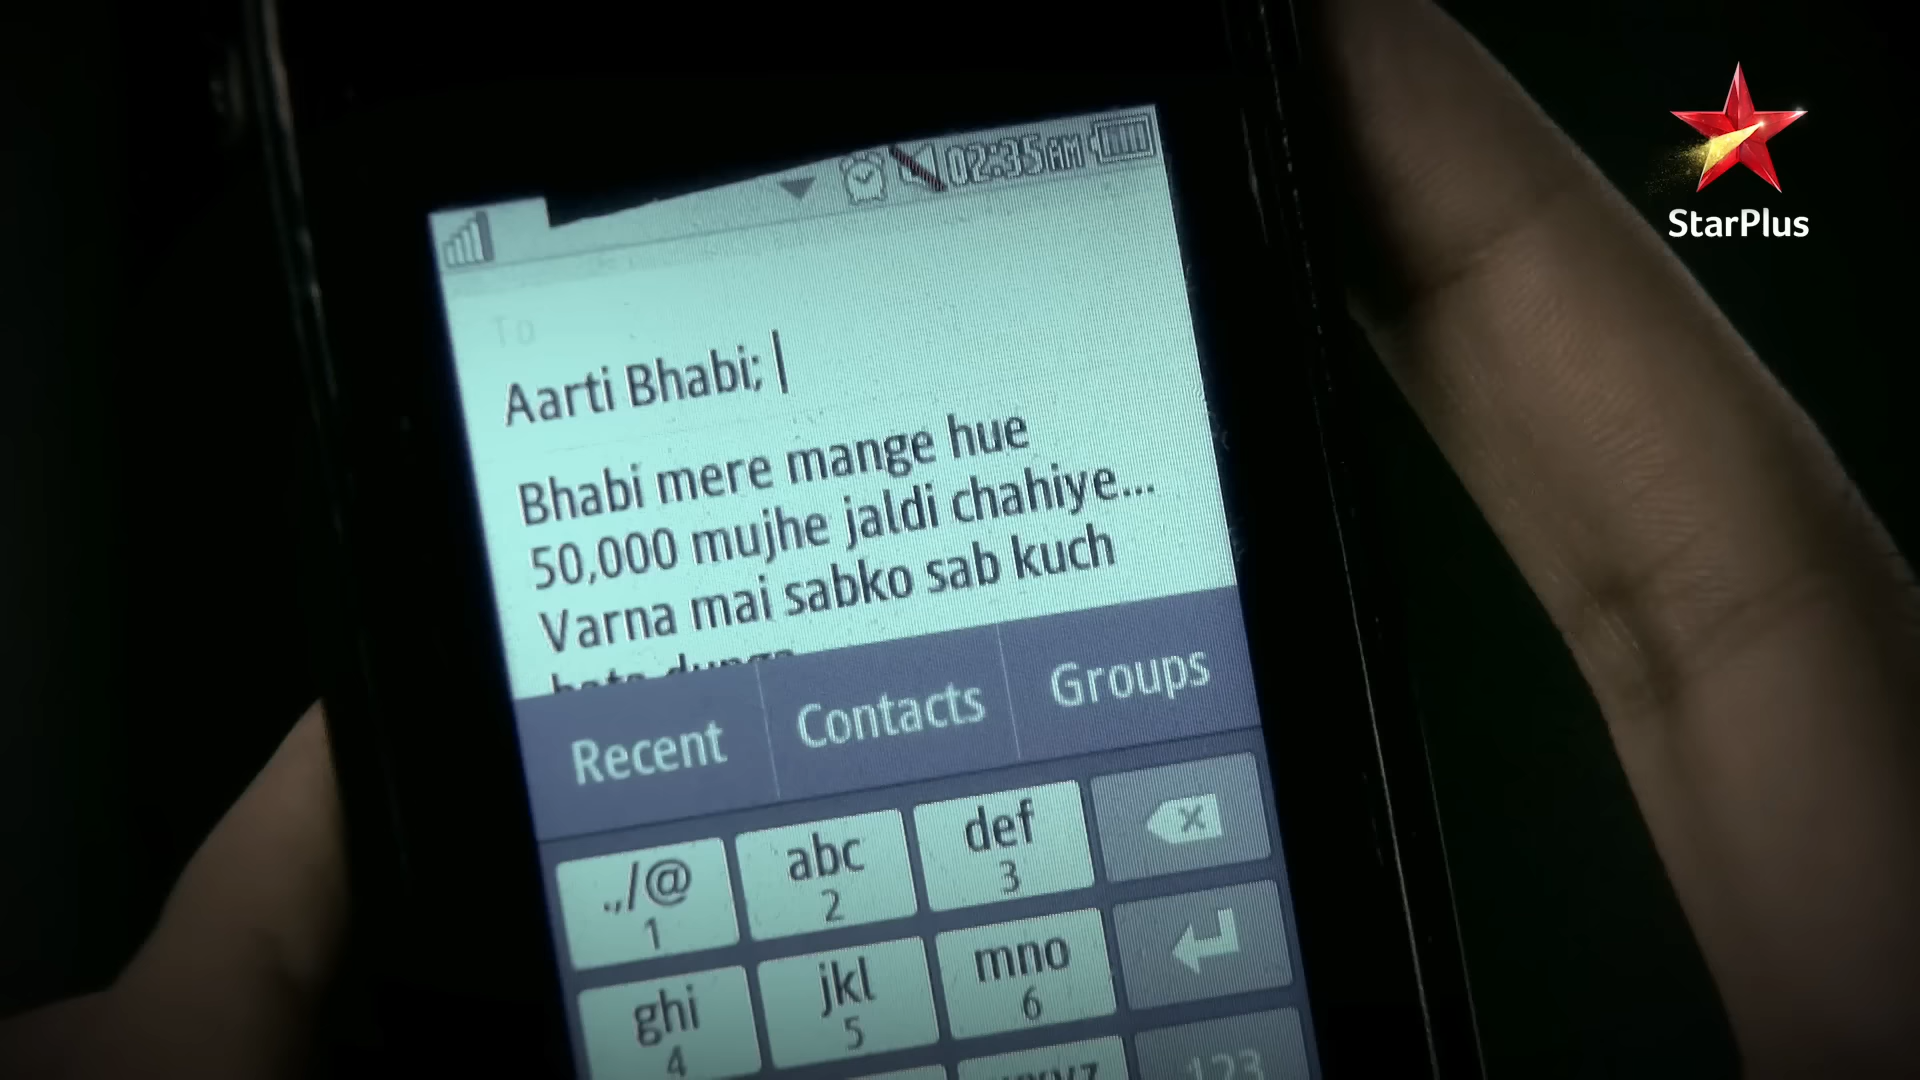 02:35AM
StarPlus
To
Aarti Bhabi;
Bhabi mere mange hue
50,000 mujhe jaldi chahiye...
Varna mai sabko sab kuch
Recent
Contacts
Groups
.,/@
1
abc
2
def
3
ghi
4
jkl
5
mno
6
123